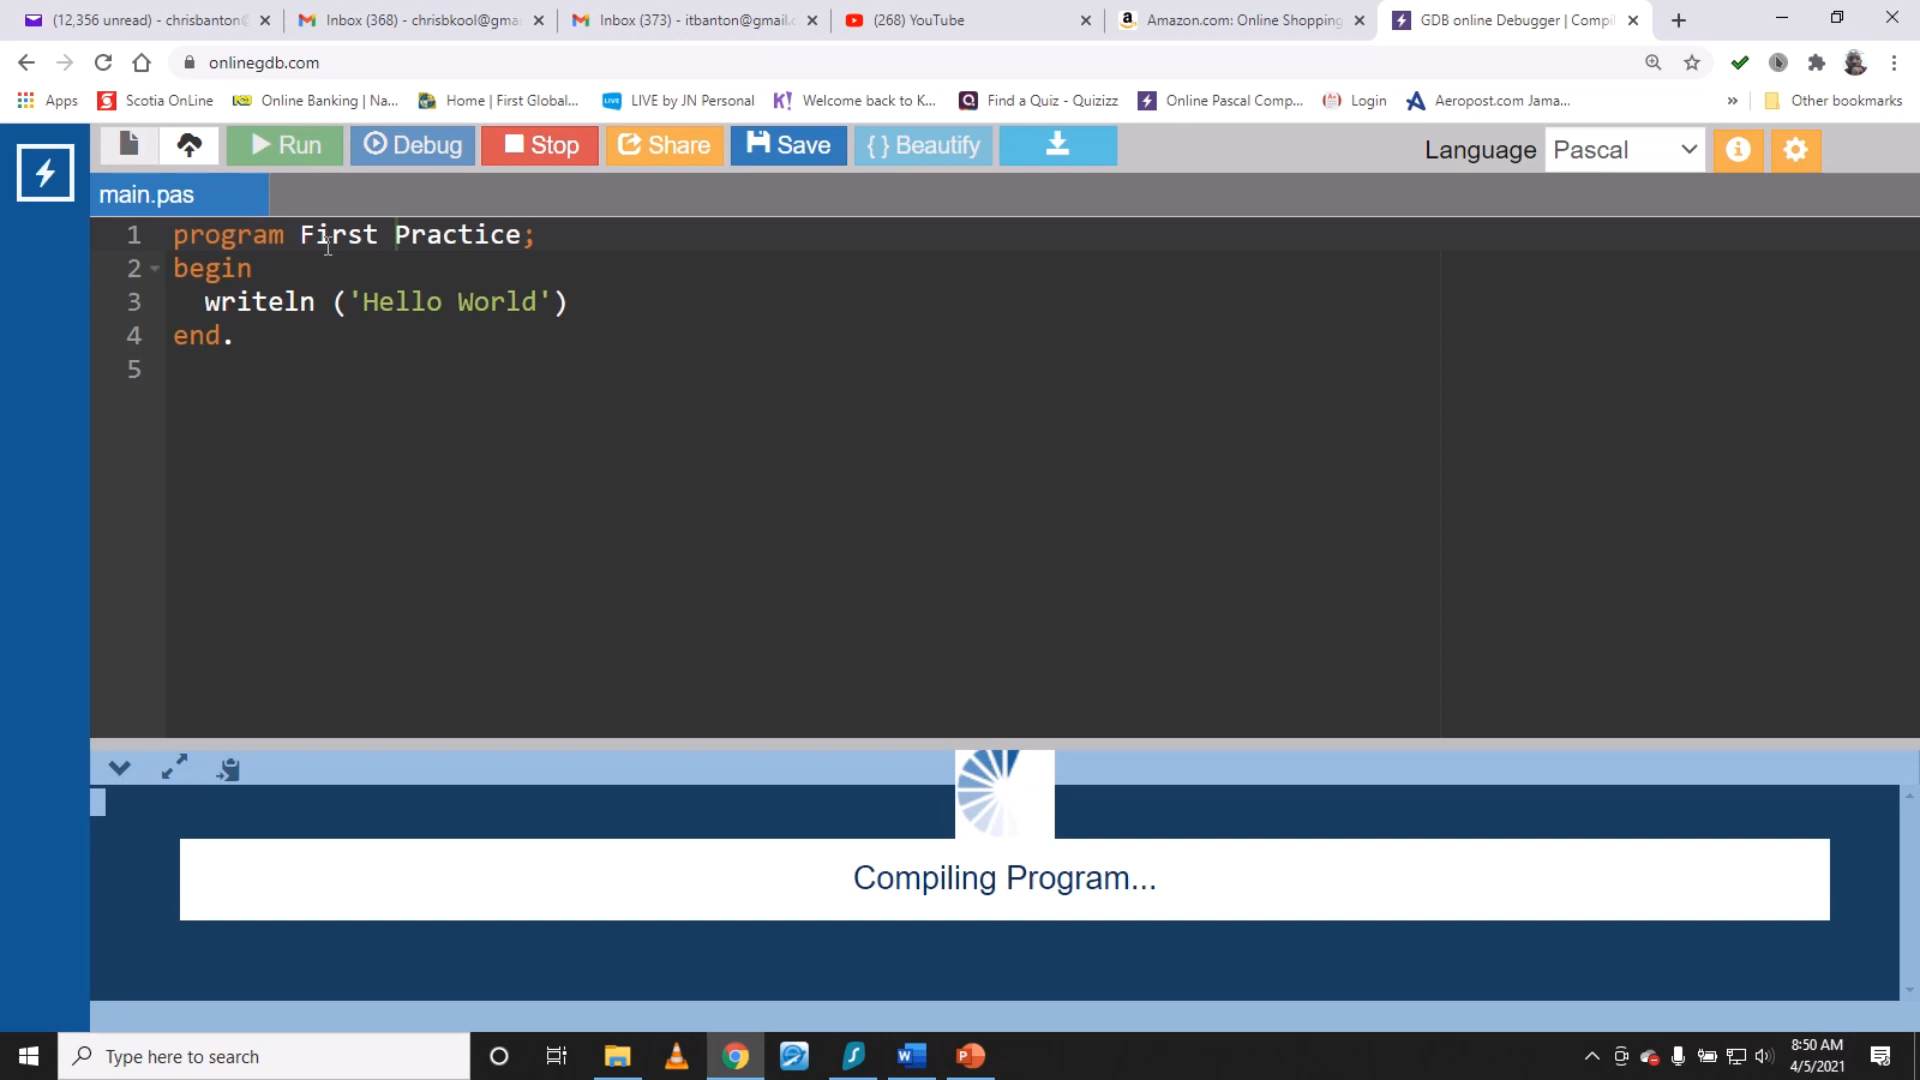 (12,356 unread) - chrisbanton@
Inbox (368) - chrisbkool@gma
Inbox (373) - itbanton@gmail.c
(268) YouTube
Amazon.com: Online Shopping
GDB online Debugger | Compil
onlinegdb.com
Apps
Scotia OnLine
Online Banking | Na...
Home | First Global...
LIVE by JN Personal
Welcome back to K...
Find a Quiz - Quizizz
Online Pascal Comp...
Login
Aeropost.com Jama...
»
Other bookmarks
Run
Debug
Stop
Share
Save
{ } Beautify
Language
Pascal
main.pas
1 program First Practice;
2 begin
3 writeln ('Hello World')
4 end.
5
Compiling Program...
Type here to search
8:50 AM
4/5/2021